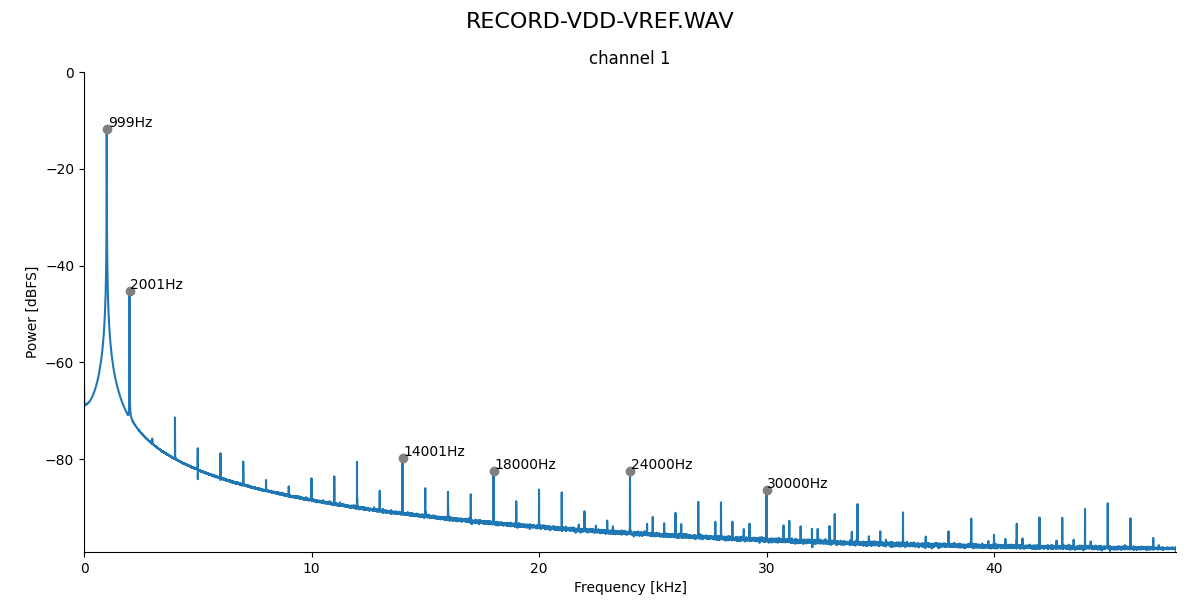 RECORD-VDD-VREF.WAV
channel 1
0
999Hz
−20
Power [dBFS]
−40
2001Hz
−60
−80
14001Hz
18000Hz
24000Hz
30000Hz
0 10 20 30 40
Frequency [kHz]